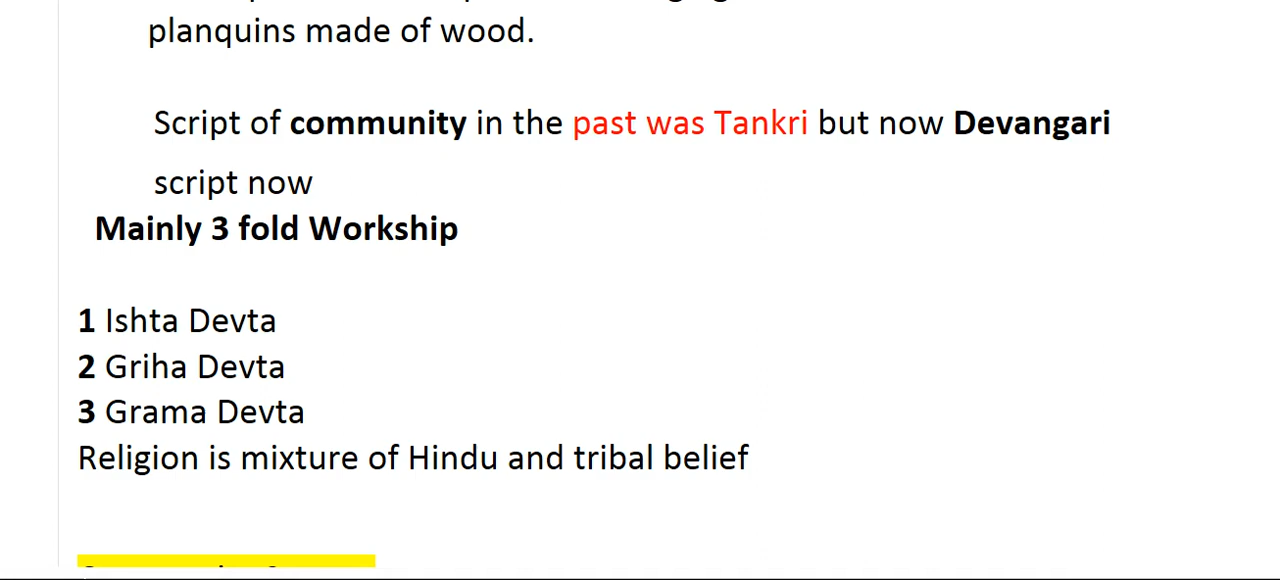 planquins made of wood.
Script of community in the past was Tankri but now Devangari
script now
Mainly 3 fold Workship
1 Ishta Devta
2 Griha Devta
3 Grama Devta
Religion is mixture of Hindu and tribal belief